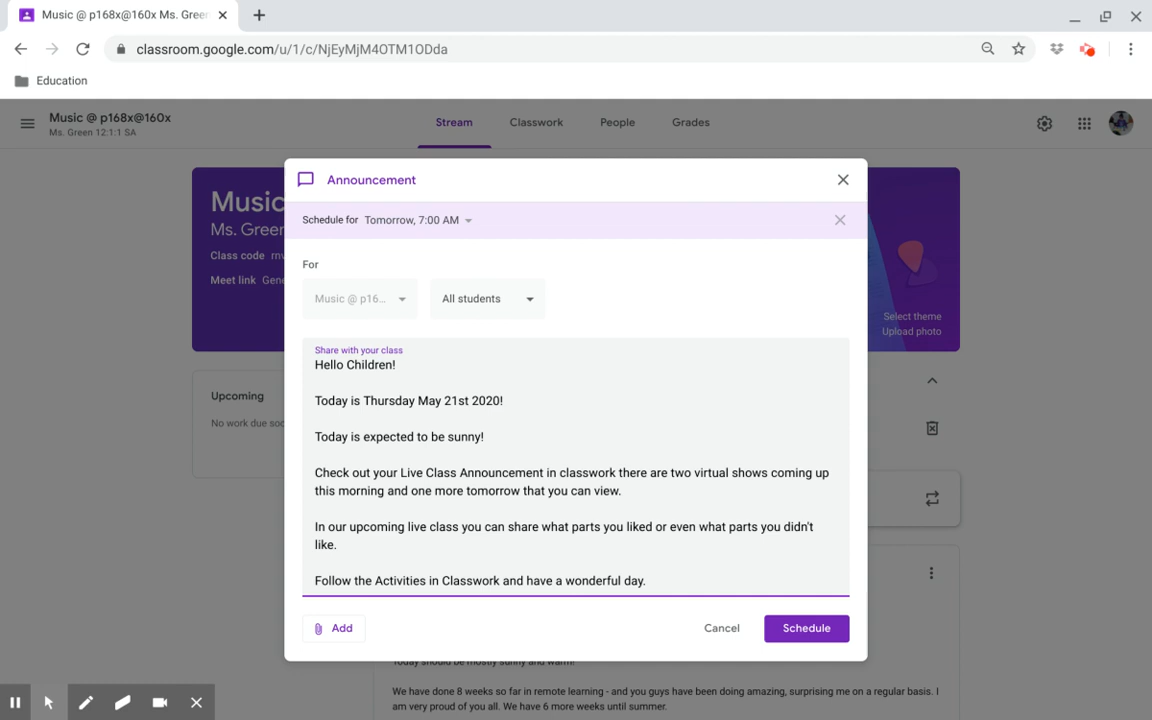 Music @ p168x@160x Ms. Green
classroom.google.com/u/1/c/NjEyMjM4OTM1ODda
Education
Music @ p168x@160x
Ms. Green 12:1:1 SA
Stream
Classwork
People
Grades
Announcement
Schedule for Tomorrow, 7:00 AM
For
Music @ p16...
All students
Share with your class
Hello Children!
Today is Thursday May 21st 2020!
Today is expected to be sunny!
Check out your Live Class Announcement in classwork there are two virtual shows coming up
this morning and one more tomorrow that you can view.
In our upcoming live class you can share what parts you liked or even what parts you didn't
like.
Follow the Activities in Classwork and have a wonderful day.
Add
Cancel
Schedule
Music
Ms. Green
Class code
Meet link
Select theme
Upload photo
Upcoming
No work due
Today should be mostly sunny and warm!
We have done 8 weeks so far in remote learning - and you guys have been doing amazing, surprising me on a regular basis. I
am very proud of you all. We have 6 more weeks until summer.